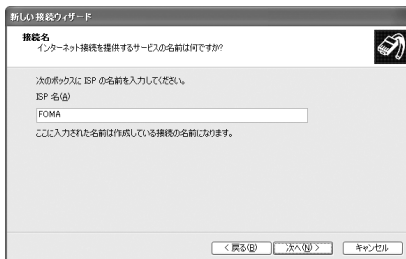 新しい接続ウィザード
接続名
インターネット接続を提供するサービスの名前は何ですか?
次のボックスに ISP の名前を入力してください。
ISP 名(A)
FOMA
ここに入力された名前は作成している接続の名前になります。
< 戻る(B) 次へ(N) > キャンセル